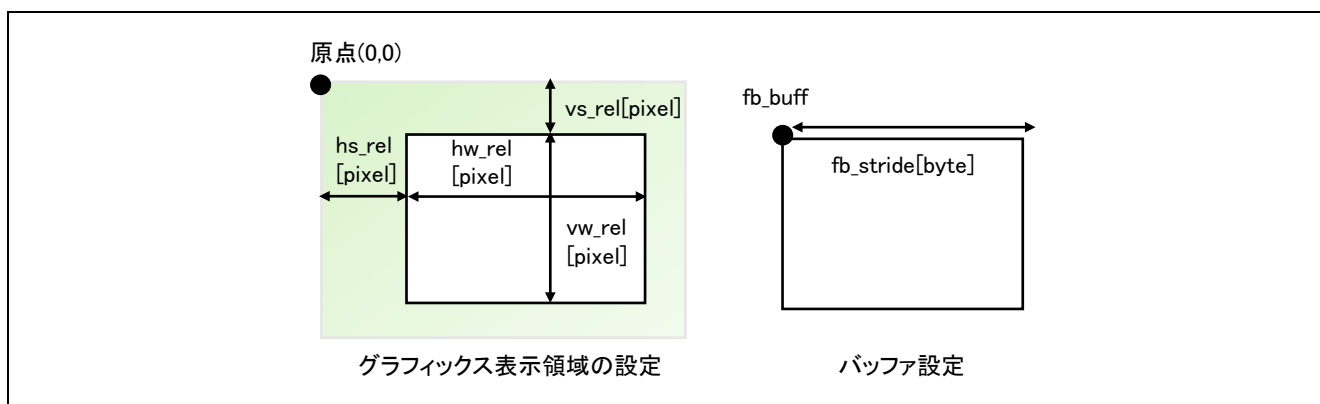 原点(0,0)
vs_rel[pixel]
hs_rel
[pixel]
hw_rel
[pixel]
vw_rel
[pixel]
グラフィックス表示領域の設定
fb_buff
fb_stride[byte]
バッファ設定